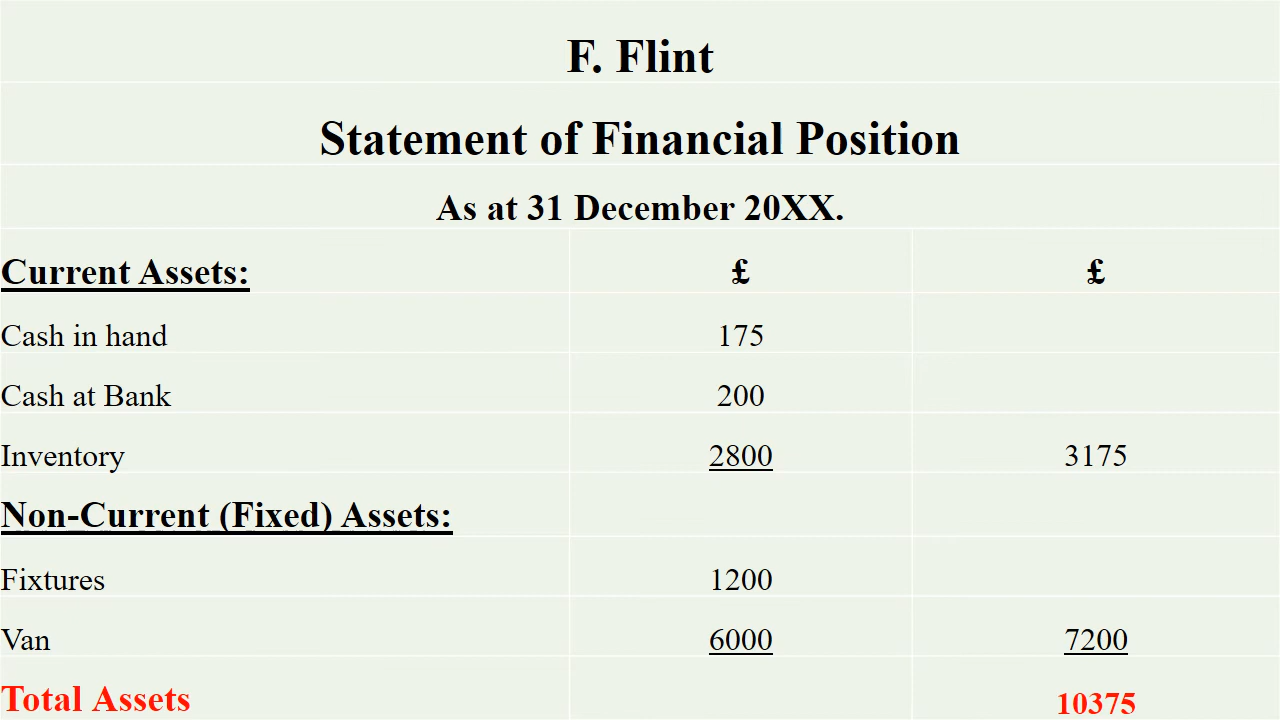 F. Flint
Statement of Financial Position
As at 31 December 20XX.
Current Assets: £ £
Cash in hand 175
Cash at Bank 200
Inventory 2800 3175
Non-Current (Fixed) Assets:
Fixtures 1200
Van 6000 7200
Total Assets 10375